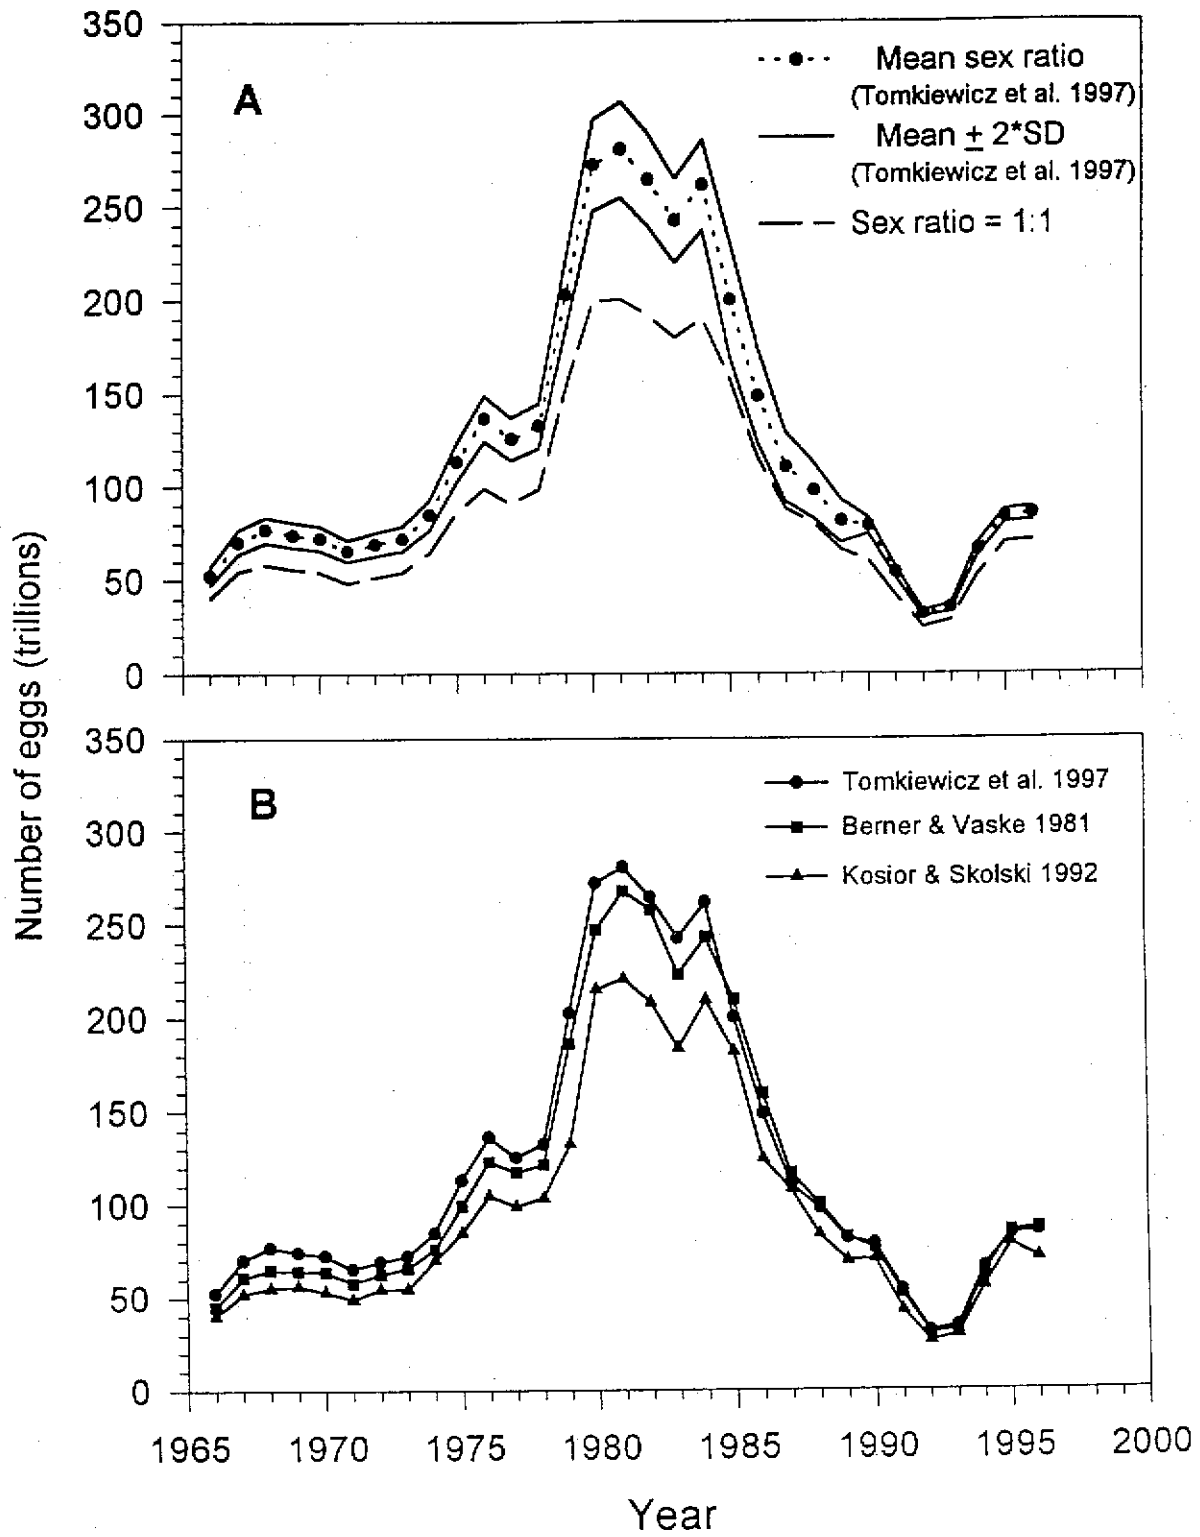 350
300
250
200
150
100
50
0
A
Mean sex ratio
(Tomkiewicz et al. 1997)
Mean ± 2*SD
(Tomkiewicz et al. 1997)
Sex ratio = 1:1
Number of eggs (trillions)
350
300
250
200
150
100
50
0
B
Tomkiewicz et al. 1997
Berner & Vaske 1981
Kosior & Skolski 1992
1965 1970 1975 1980 1985 1990 1995 2000
Year